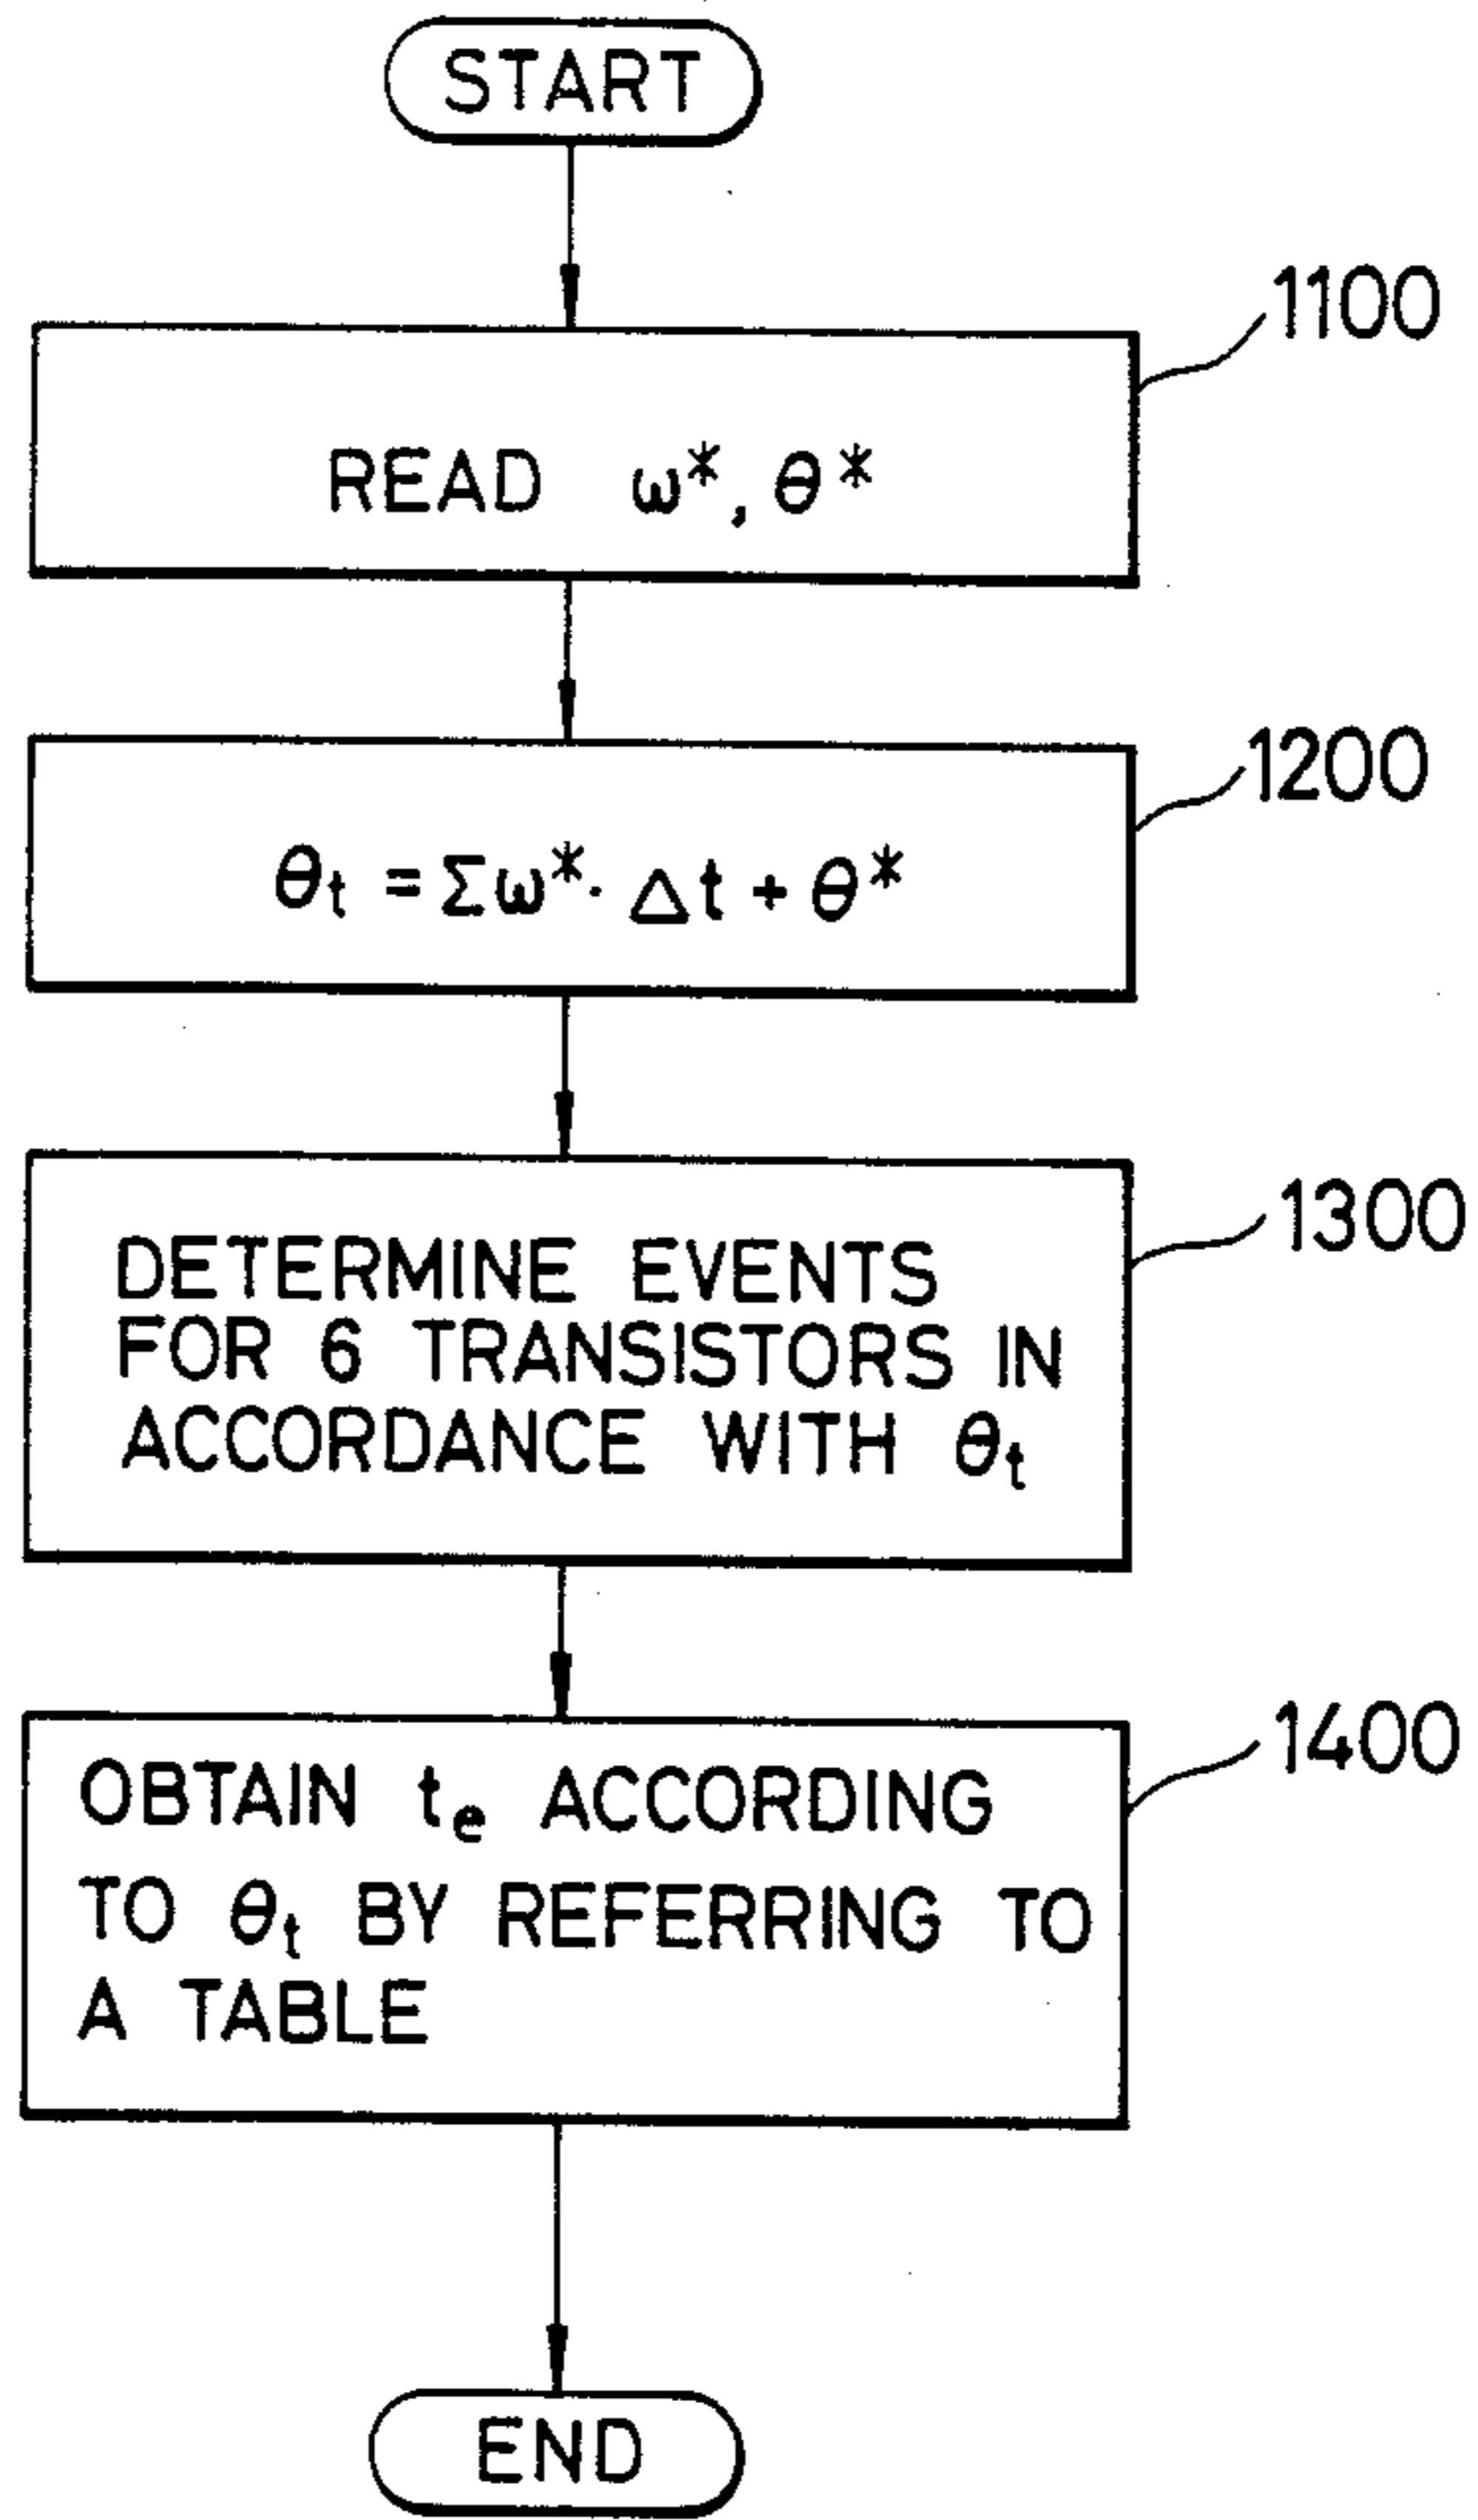 START
1100
READ ω*, θ*
1200
θt = Σω*· Δt + θ*
1300
DETERMINE EVENTS
FOR 6 TRANSISTORS IN
ACCORDANCE WITH θt
1400
OBTAIN te ACCORDING
TO θt BY REFERRING TO
A TABLE
END